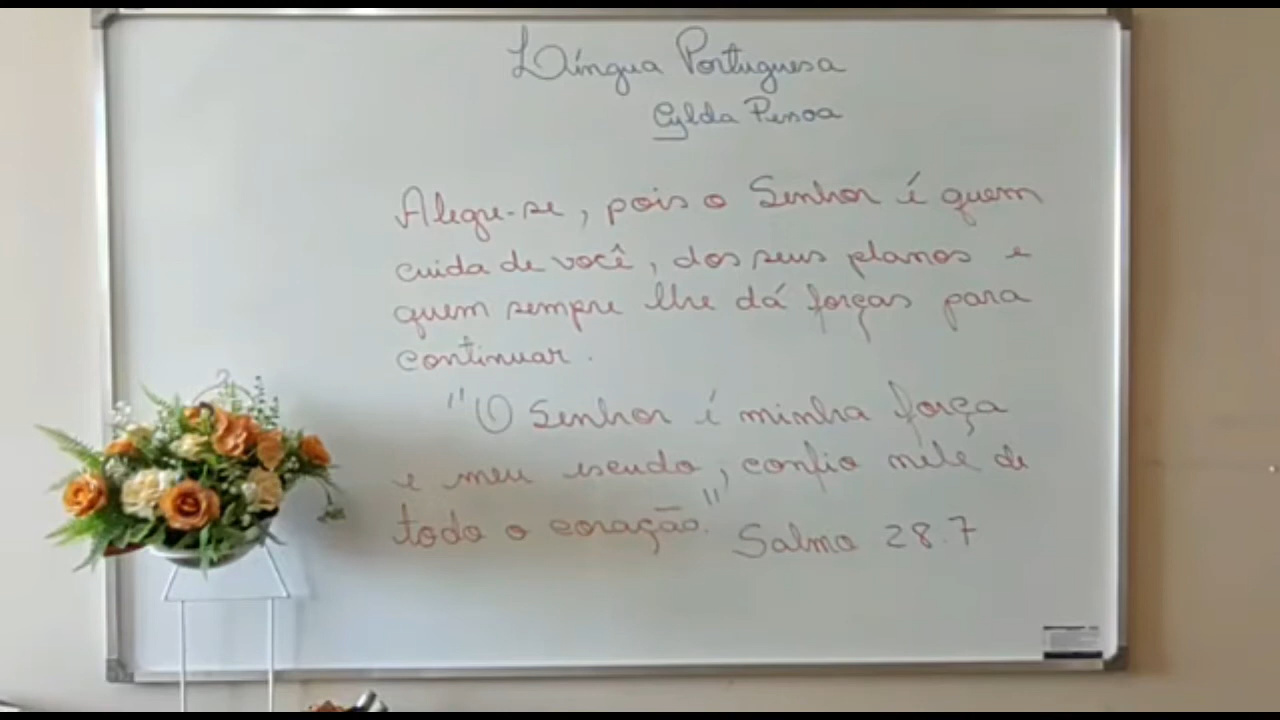 Língua Portuguesa
Gylda Pessoa
Alegre-se, pois o Senhor é quem
cuida de você, dos seus planos e
quem sempre lhe dá forças para
continuar.
"O Senhor é minha força
e meu escudo, confio nele de
todo o coração." Salmo 28.7